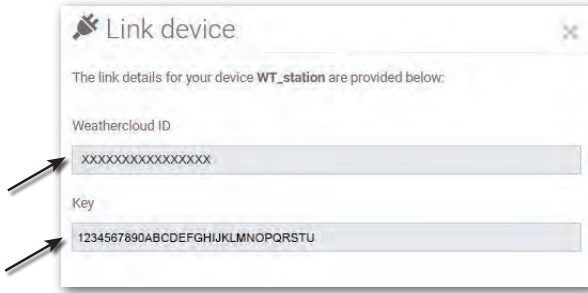 Link device
The link details for your device WT_station are provided below:
Weathercloud ID
XXXXXXXXXXXXXXXX
Key
1234567890ABCDEFGHIJKLMNOPQRSTU